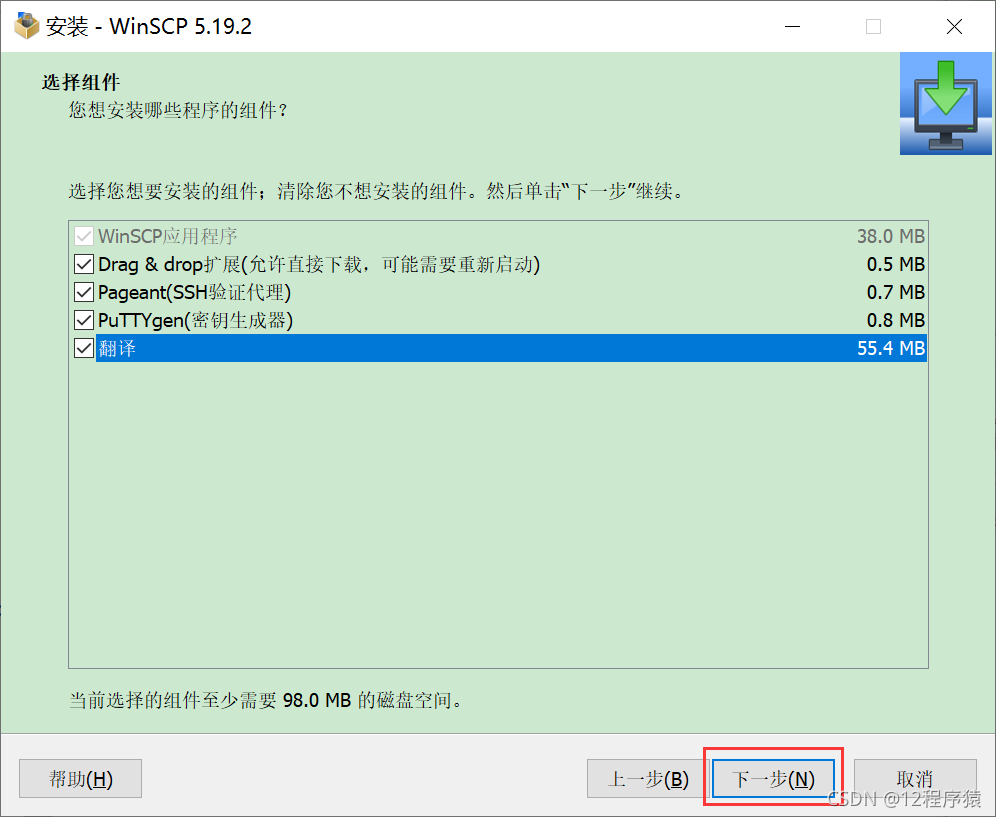 安装 - WinSCP 5.19.2
选择组件
您想安装哪些程序的组件？
选择您想要安装的组件；清除您不想安装的组件。然后单击“下一步”继续。
WinSCP应用程序 38.0 MB
Drag & drop扩展(允许直接下载，可能需要重新启动) 0.5 MB
Pageant(SSH验证代理) 0.7 MB
PuTTYgen(密钥生成器) 0.8 MB
翻译 55.4 MB
当前选择的组件至少需要 98.0 MB 的磁盘空间。
帮助(H) 上一步(B) 下一步(N) 取消
CSDN @12程序猿